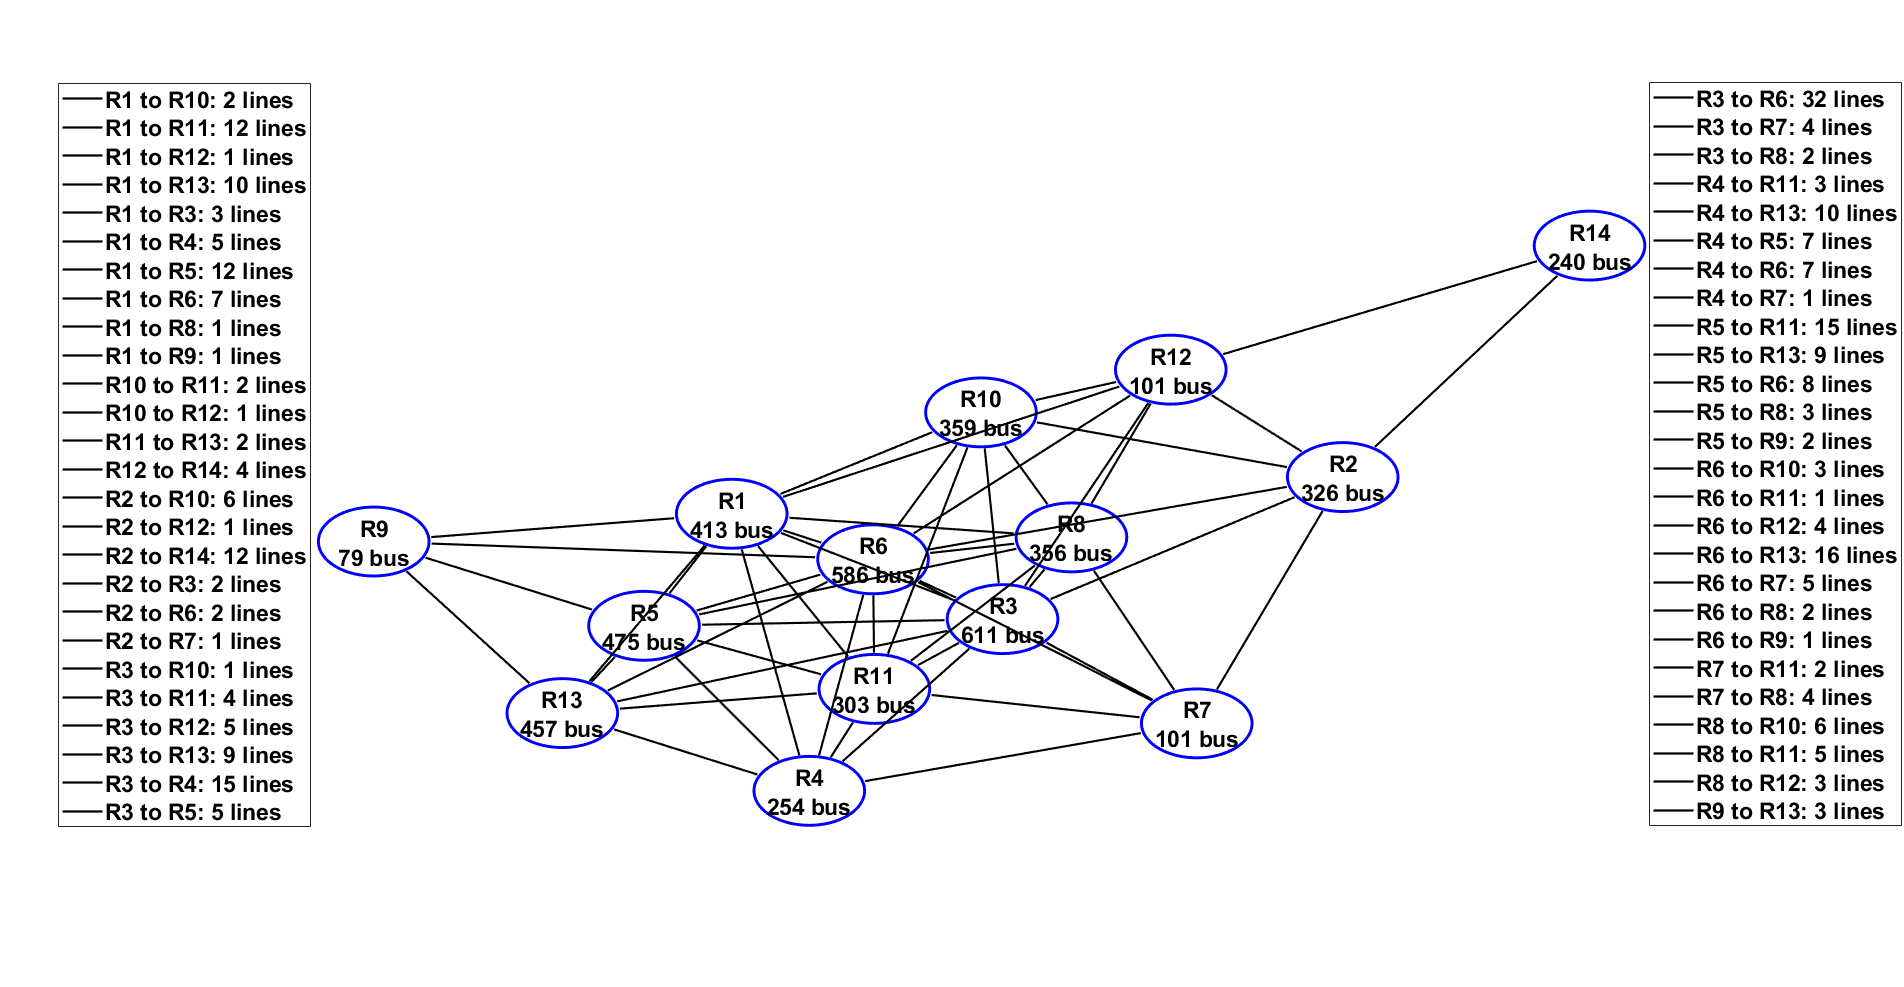 R1 to R10: 2 lines
R1 to R11: 12 lines
R1 to R12: 1 lines
R1 to R13: 10 lines
R1 to R3: 3 lines
R1 to R4: 5 lines
R1 to R5: 12 lines
R1 to R6: 7 lines
R1 to R8: 1 lines
R1 to R9: 1 lines
R10 to R11: 2 lines
R10 to R12: 1 lines
R11 to R13: 2 lines
R12 to R14: 4 lines
R2 to R10: 6 lines
R2 to R12: 1 lines
R2 to R14: 12 lines
R2 to R3: 2 lines
R2 to R6: 2 lines
R2 to R7: 1 lines
R3 to R10: 1 lines
R3 to R11: 4 lines
R3 to R12: 5 lines
R3 to R13: 9 lines
R3 to R4: 15 lines
R3 to R5: 5 lines
R14
240 bus
R12
101 bus
R10
359 bus
R2
326 bus
R1
413 bus
R9
79 bus
R8
356 bus
R6
586 bus
R5
475 bus
R3
611 bus
R11
303 bus
R13
457 bus
R7
101 bus
R4
254 bus
R3 to R6: 32 lines
R3 to R7: 4 lines
R3 to R8: 2 lines
R4 to R11: 3 lines
R4 to R13: 10 lines
R4 to R5: 7 lines
R4 to R6: 7 lines
R4 to R7: 1 lines
R5 to R11: 15 lines
R5 to R13: 9 lines
R5 to R6: 8 lines
R5 to R8: 3 lines
R5 to R9: 2 lines
R6 to R10: 3 lines
R6 to R11: 1 lines
R6 to R12: 4 lines
R6 to R13: 16 lines
R6 to R7: 5 lines
R6 to R8: 2 lines
R6 to R9: 1 lines
R7 to R11: 2 lines
R7 to R8: 4 lines
R8 to R10: 6 lines
R8 to R11: 5 lines
R8 to R12: 3 lines
R9 to R13: 3 lines